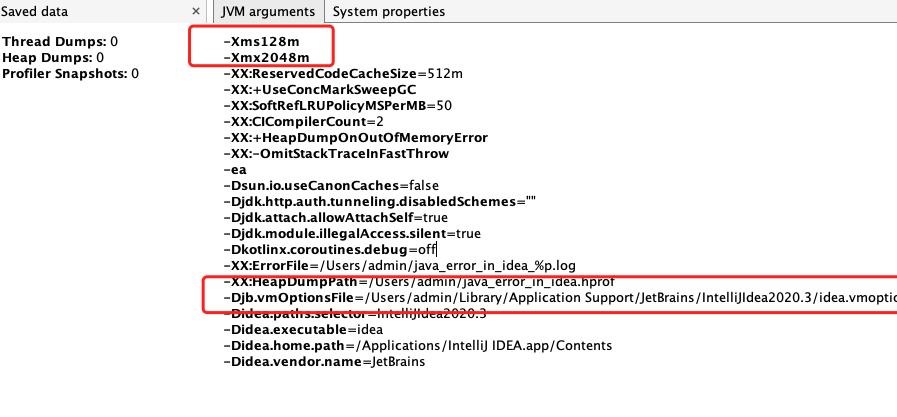 Saved data × JVM arguments System properties
Thread Dumps: 0
Heap Dumps: 0
Profiler Snapshots: 0
-Xms128m
-Xmx2048m
-XX:ReservedCodeCacheSize=512m
-XX:+UseConcMarkSweepGC
-XX:SoftRefLRUPolicyMSPerMB=50
-XX:CICompilerCount=2
-XX:+HeapDumpOnOutOfMemoryError
-XX:-OmitStackTraceInFastThrow
-ea
-Dsun.io.useCanonCaches=false
-Djdk.http.auth.tunneling.disabledSchemes=""
-Djdk.attach.allowAttachSelf=true
-Djdk.module.illegalAccess.silent=true
-Dkotlinx.coroutines.debug=off
-XX:ErrorFile=/Users/admin/java_error_in_idea_%p.log
-XX:HeapDumpPath=/Users/admin/java_error_in_idea.hprof
-Djb.vmOptionsFile=/Users/admin/Library/Application Support/JetBrains/IntelliJIdea2020.3/idea.vmoptic
-Didea.paths.selector=IntelliJIdea2020.3
-Didea.executable=idea
-Didea.home.path=/Applications/IntelliJ IDEA.app/Contents
-Didea.vendor.name=JetBrains